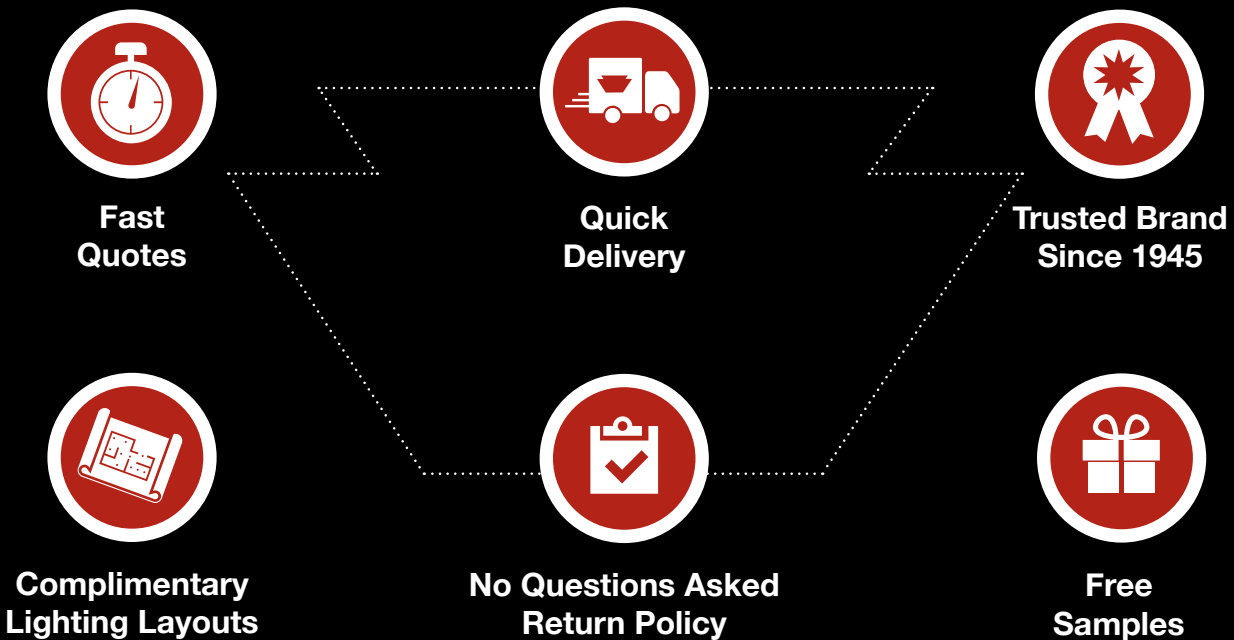 Fast
Quotes
Quick
Delivery
Trusted Brand
Since 1945
Complimentary
Lighting Layouts
No Questions Asked
Return Policy
Free
Samples